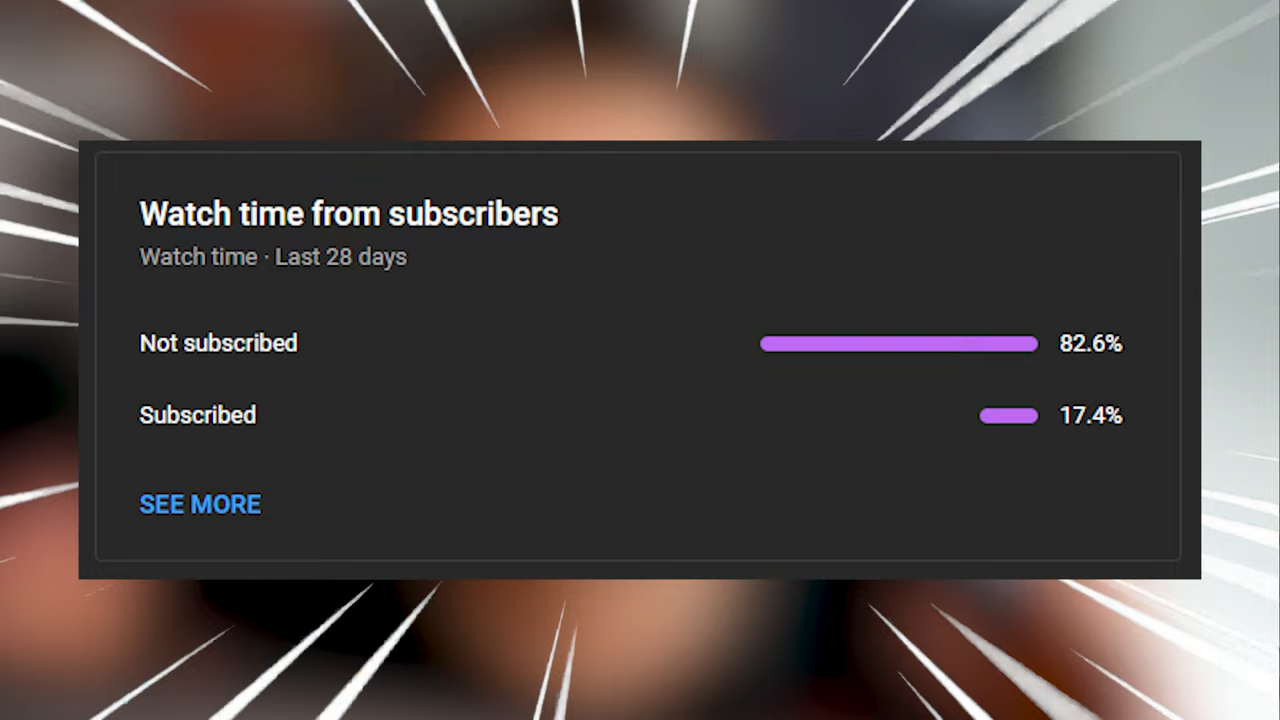 Watch time from subscribers
Watch time · Last 28 days
Not subscribed 82.6%
Subscribed 17.4%
SEE MORE